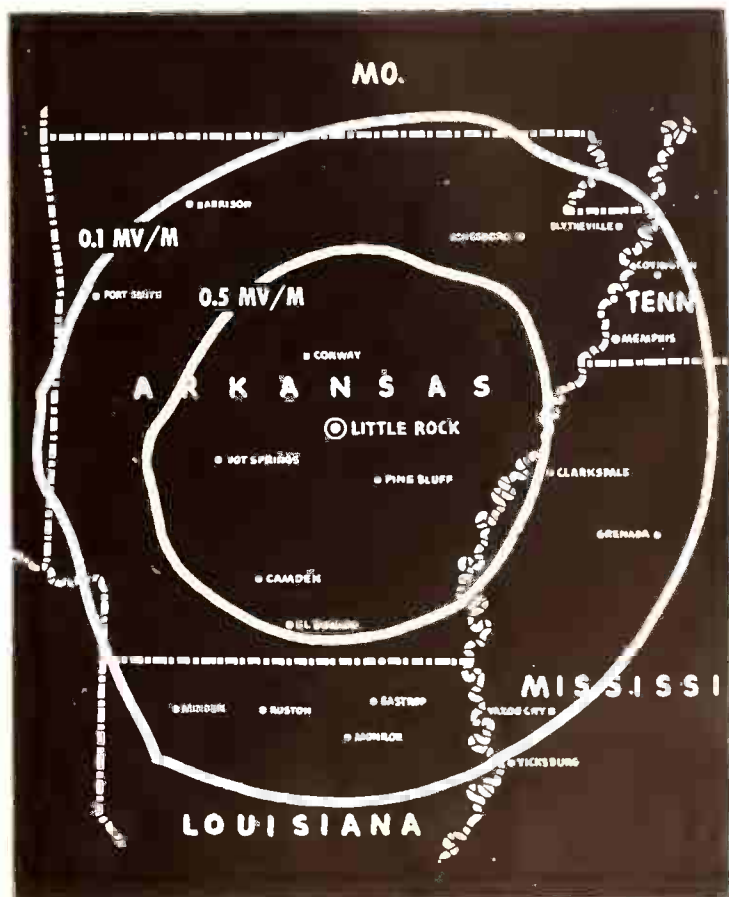 MO.
HARRISON
0.1 MV/M
JONESBORO
BLYTHEVILLE
COVINGTON
FORT SMITH
0.5 MV/M
TENN
MEMPHIS
CONWAY
ARKANSAS
LITTLE ROCK
HOT SPRINGS
PINE BLUFF
CLARKSDALE
GRENADA
CAMDEN
EL DORADO
MISSISSI
MINDEN
RUSTON
BASTROP
YAZOO CITY
MONROE
VICKSBURG
LOUISIANA